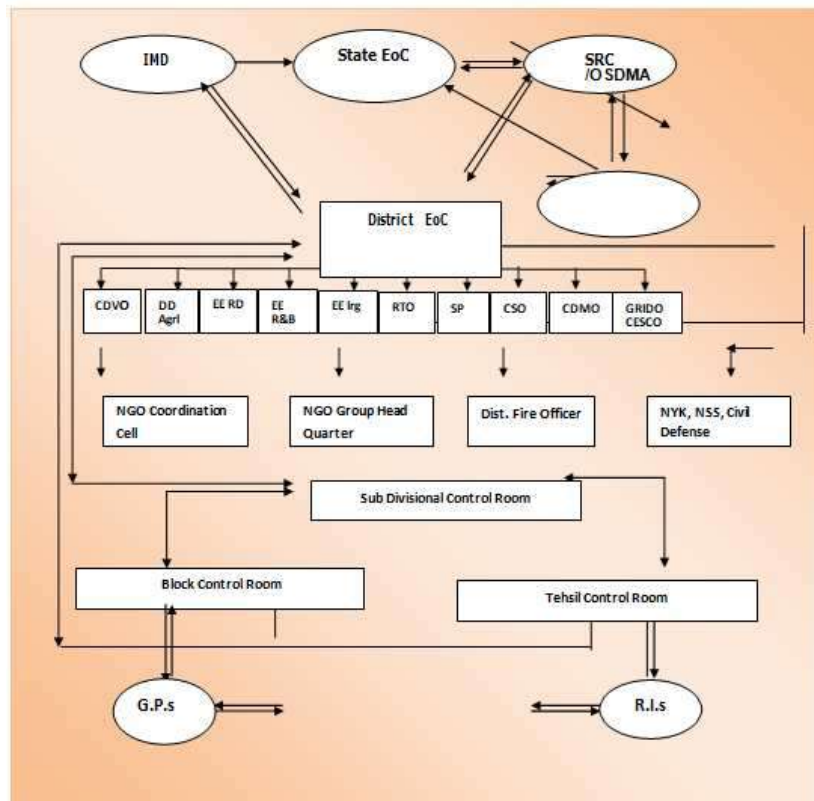 IMD
State EoC
SRC
/O SDMA
District EoC
CDVO
DD
Agrl
EE RD
EE
R&B
EE Irg
RTO
SP
CSO
CDMO
GRIDO
CESCO
NGO Coordination
Cell
NGO Group Head
Quarter
Dist. Fire Officer
NYK, NSS, Civil
Defense
Sub Divisional Control Room
Block Control Room
Tehsil Control Room
G.P.s
R.I.s